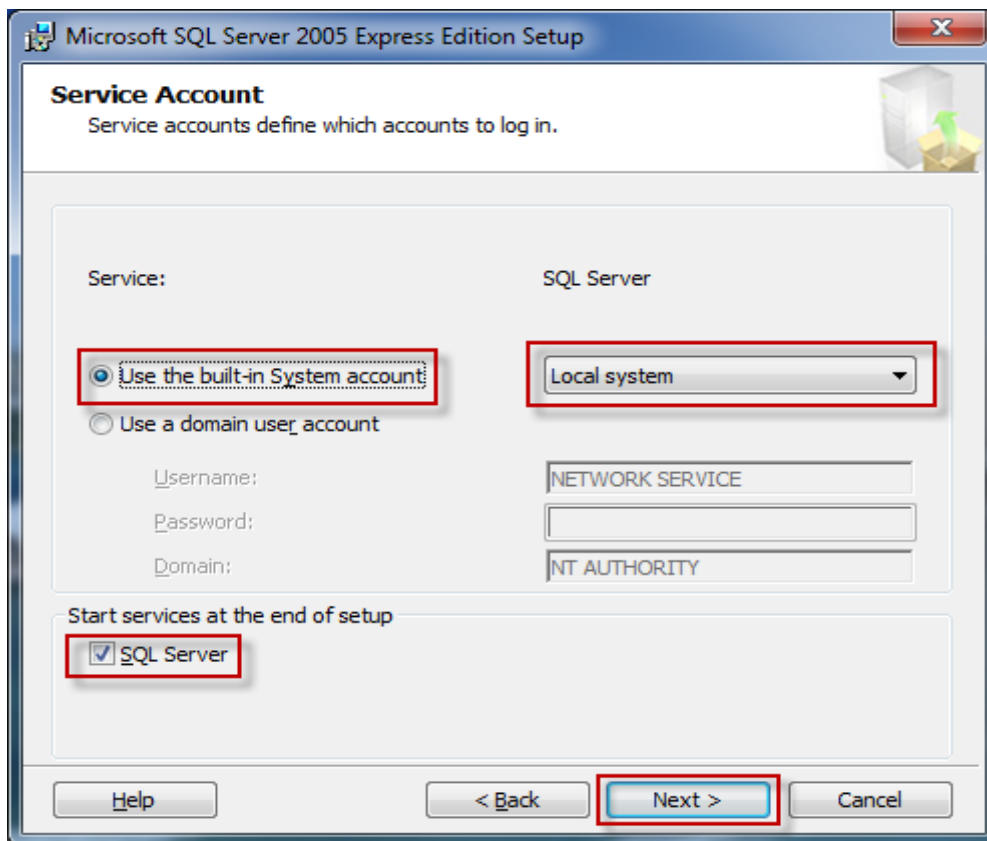 Microsoft SQL Server 2005 Express Edition Setup
Service Account
Service accounts define which accounts to log in.
Service: SQL Server
Use the built-in System account Local system
Use a domain user account
Username: NETWORK SERVICE
Password:
Domain: NT AUTHORITY
Start services at the end of setup
SQL Server
Help < Back Next > Cancel